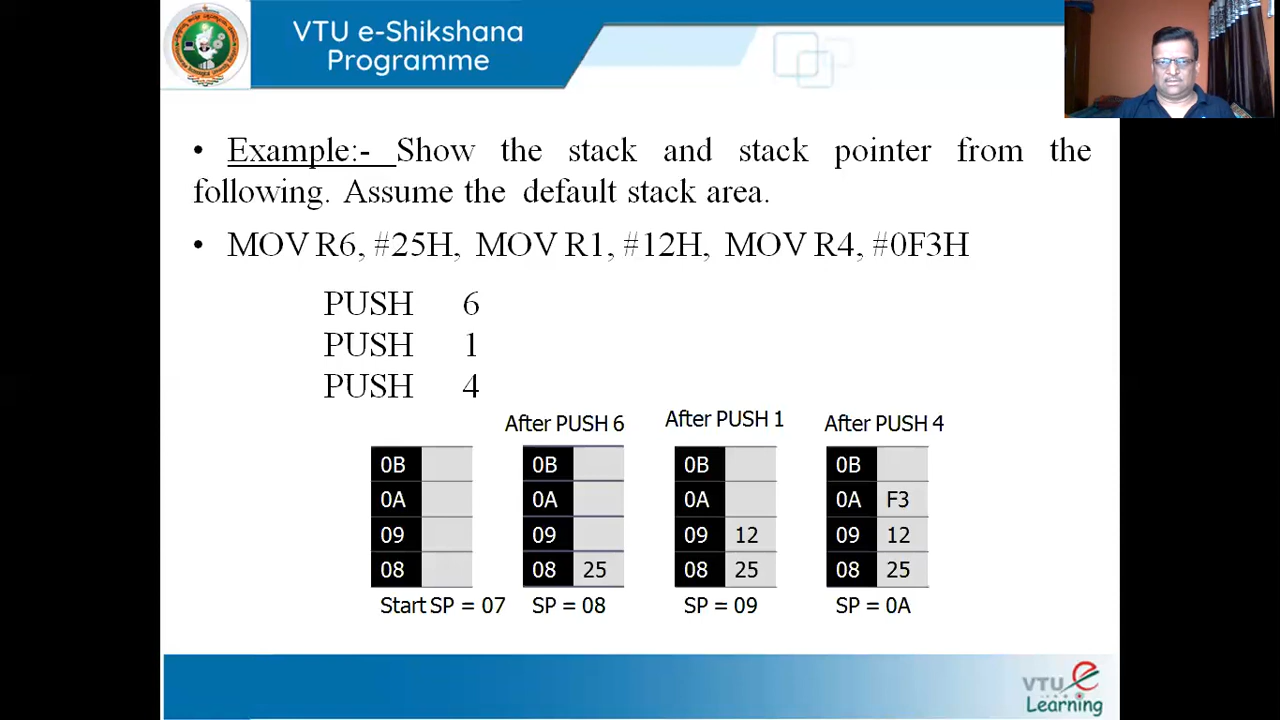 VTU e-Shikshana
Programme
• Example:- Show the stack and stack pointer from the
following. Assume the default stack area.
• MOV R6, #25H, MOV R1, #12H, MOV R4, #0F3H
PUSH 6
PUSH 1
PUSH 4
After PUSH 6 After PUSH 1 After PUSH 4
0B 0B 0B 0B
0A 0A 0A 0A F3
09 09 09 12 09 12
08 08 25 08 25 08 25
Start SP = 07 SP = 08 SP = 09 SP = 0A
VTU e
Learning